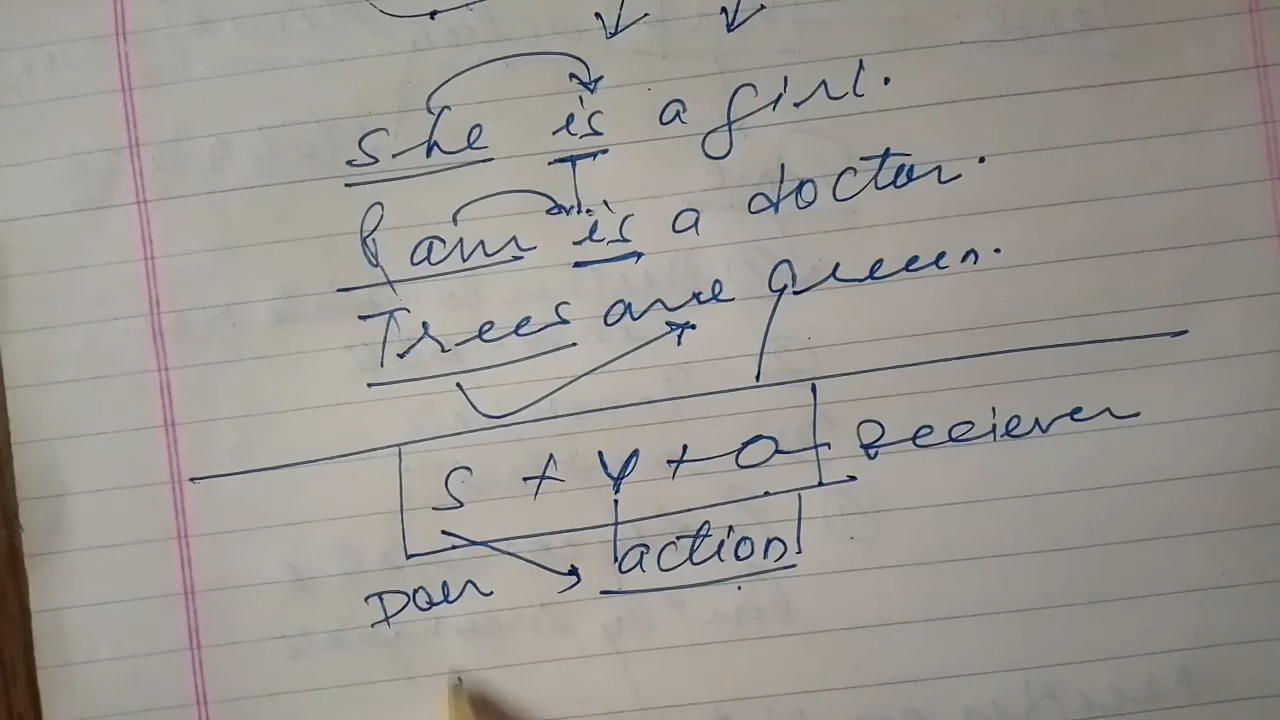 She is a girl.
Ram is a doctor.
Trees are green.
S + V + O - Reciever
Doer action